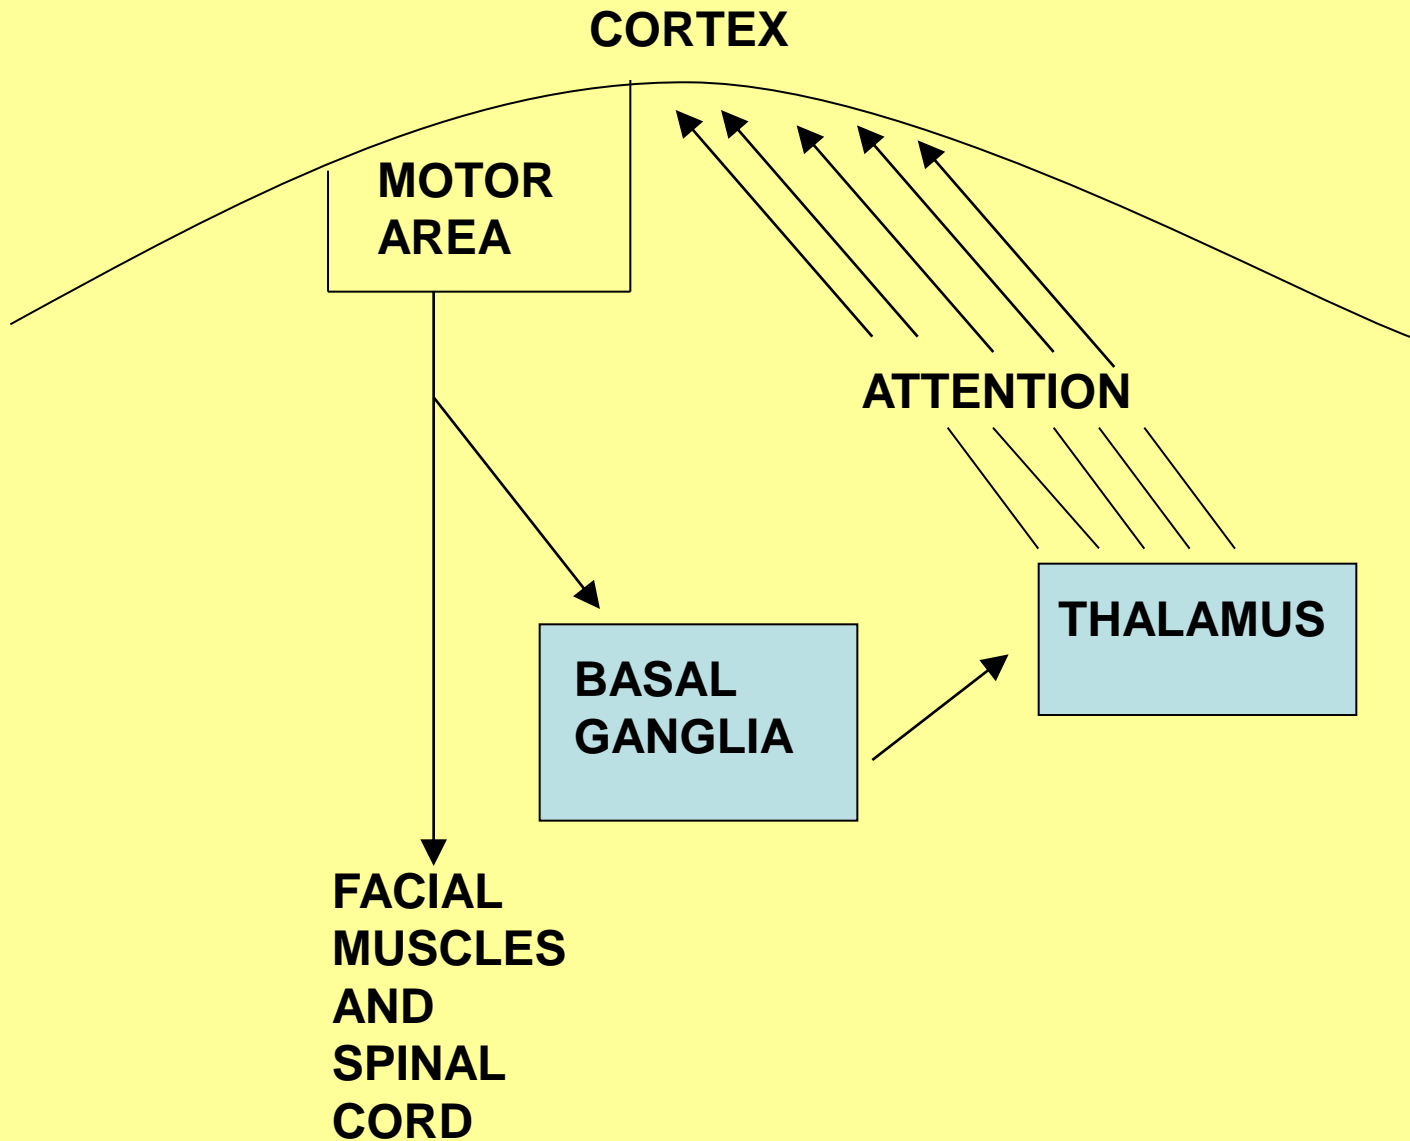 CORTEX
MOTOR
AREA
ATTENTION
THALAMUS
BASAL
GANGLIA
FACIAL
MUSCLES
AND
SPINAL
CORD